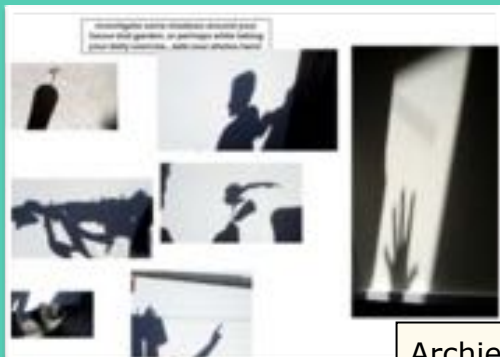 Investigate some shadows around your
house and garden, or perhaps while taking
your daily exercise... add your photos here!
Archie